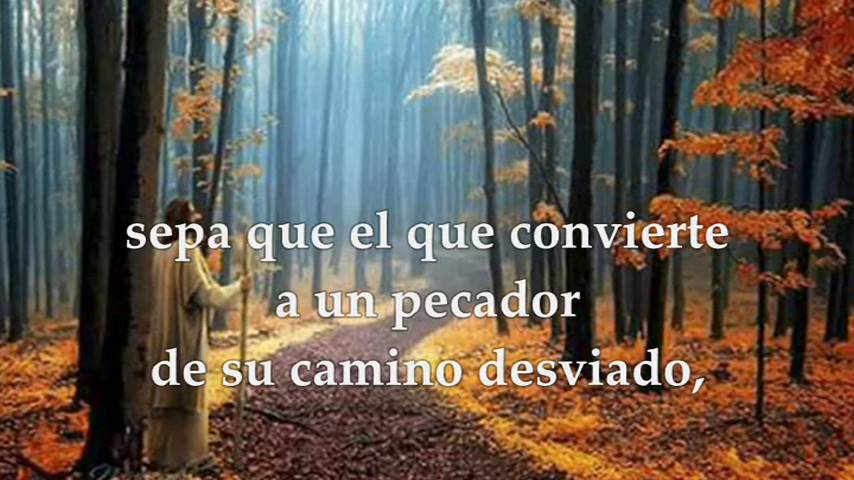 sepa que el que convierte
a un pecador
de su camino desviado,